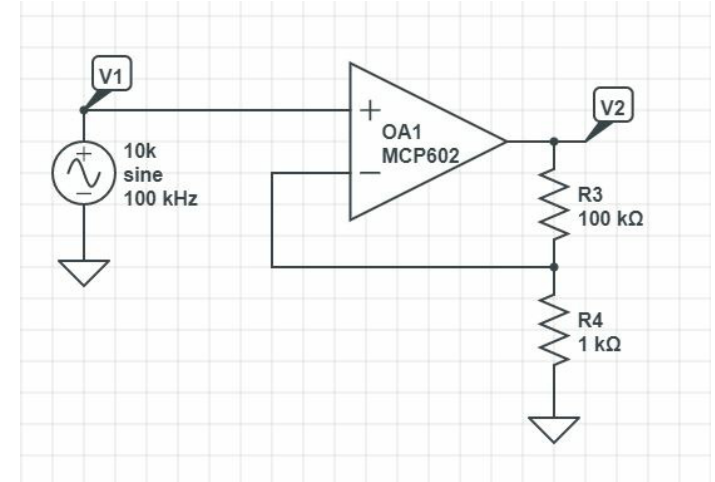 V1
V2
+
OA1
MCP602
−
+
−
10k
sine
100 kHz
R3
100 kΩ
R4
1 kΩ